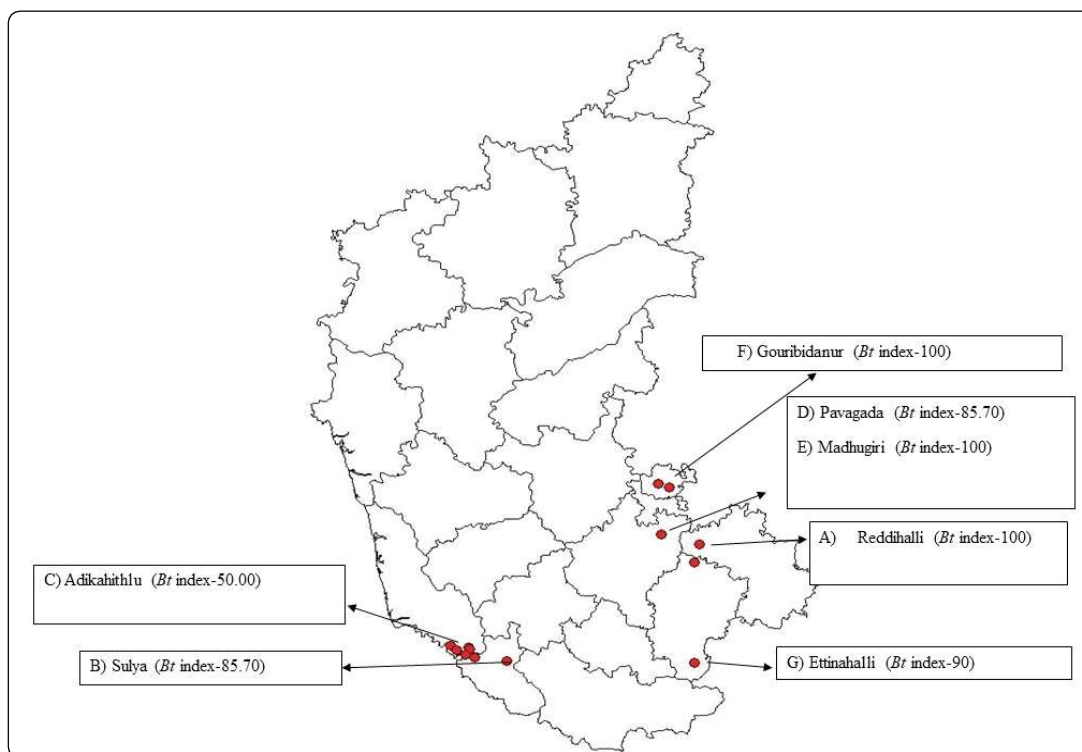 F) Gouribidanur (Bt index-100)
D) Pavagada (Bt index-85.70)
E) Madhugiri (Bt index-100)
A) Reddihalli (Bt index-100)
C) Adikahithlu (Bt index-50.00)
B) Sulya (Bt index-85.70)
G) Ettinahalli (Bt index-90)